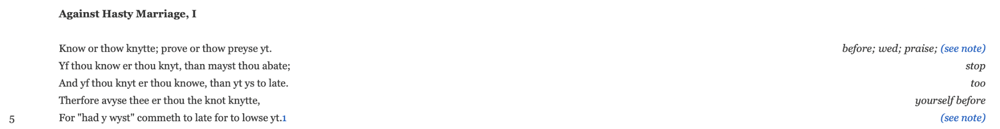 Against Hasty Marriage, I
Know or thow knytte; prove or thow preyse yt. before; wed; praise; (see note)
Yf thou know er thou knyt, than mayst thou abate; stop
And yf thou knyt er thou knowe, than yt ys to late. too
Therfore avyse thee er thou the knot knytte, yourself before
5 For "had y wyst" commeth to late for to lowse yt.1 (see note)